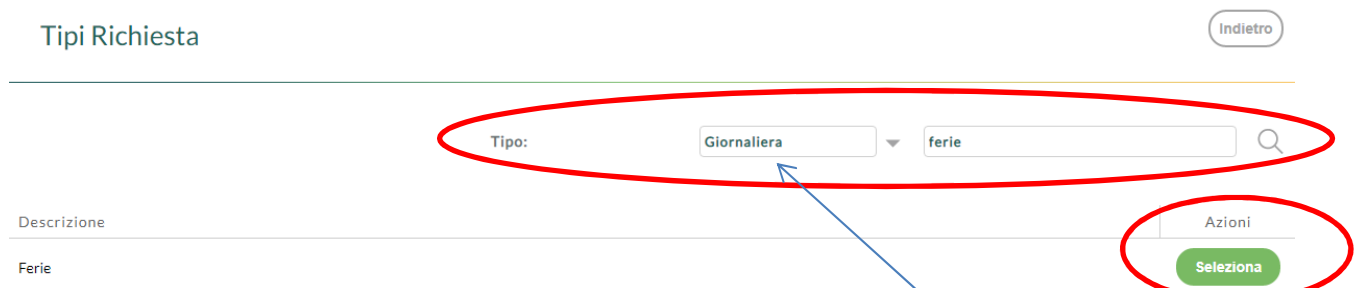 Tipi Richiesta
Indietro
Tipo: Giornaliera ferie
Descrizione Azioni
Ferie Seleziona